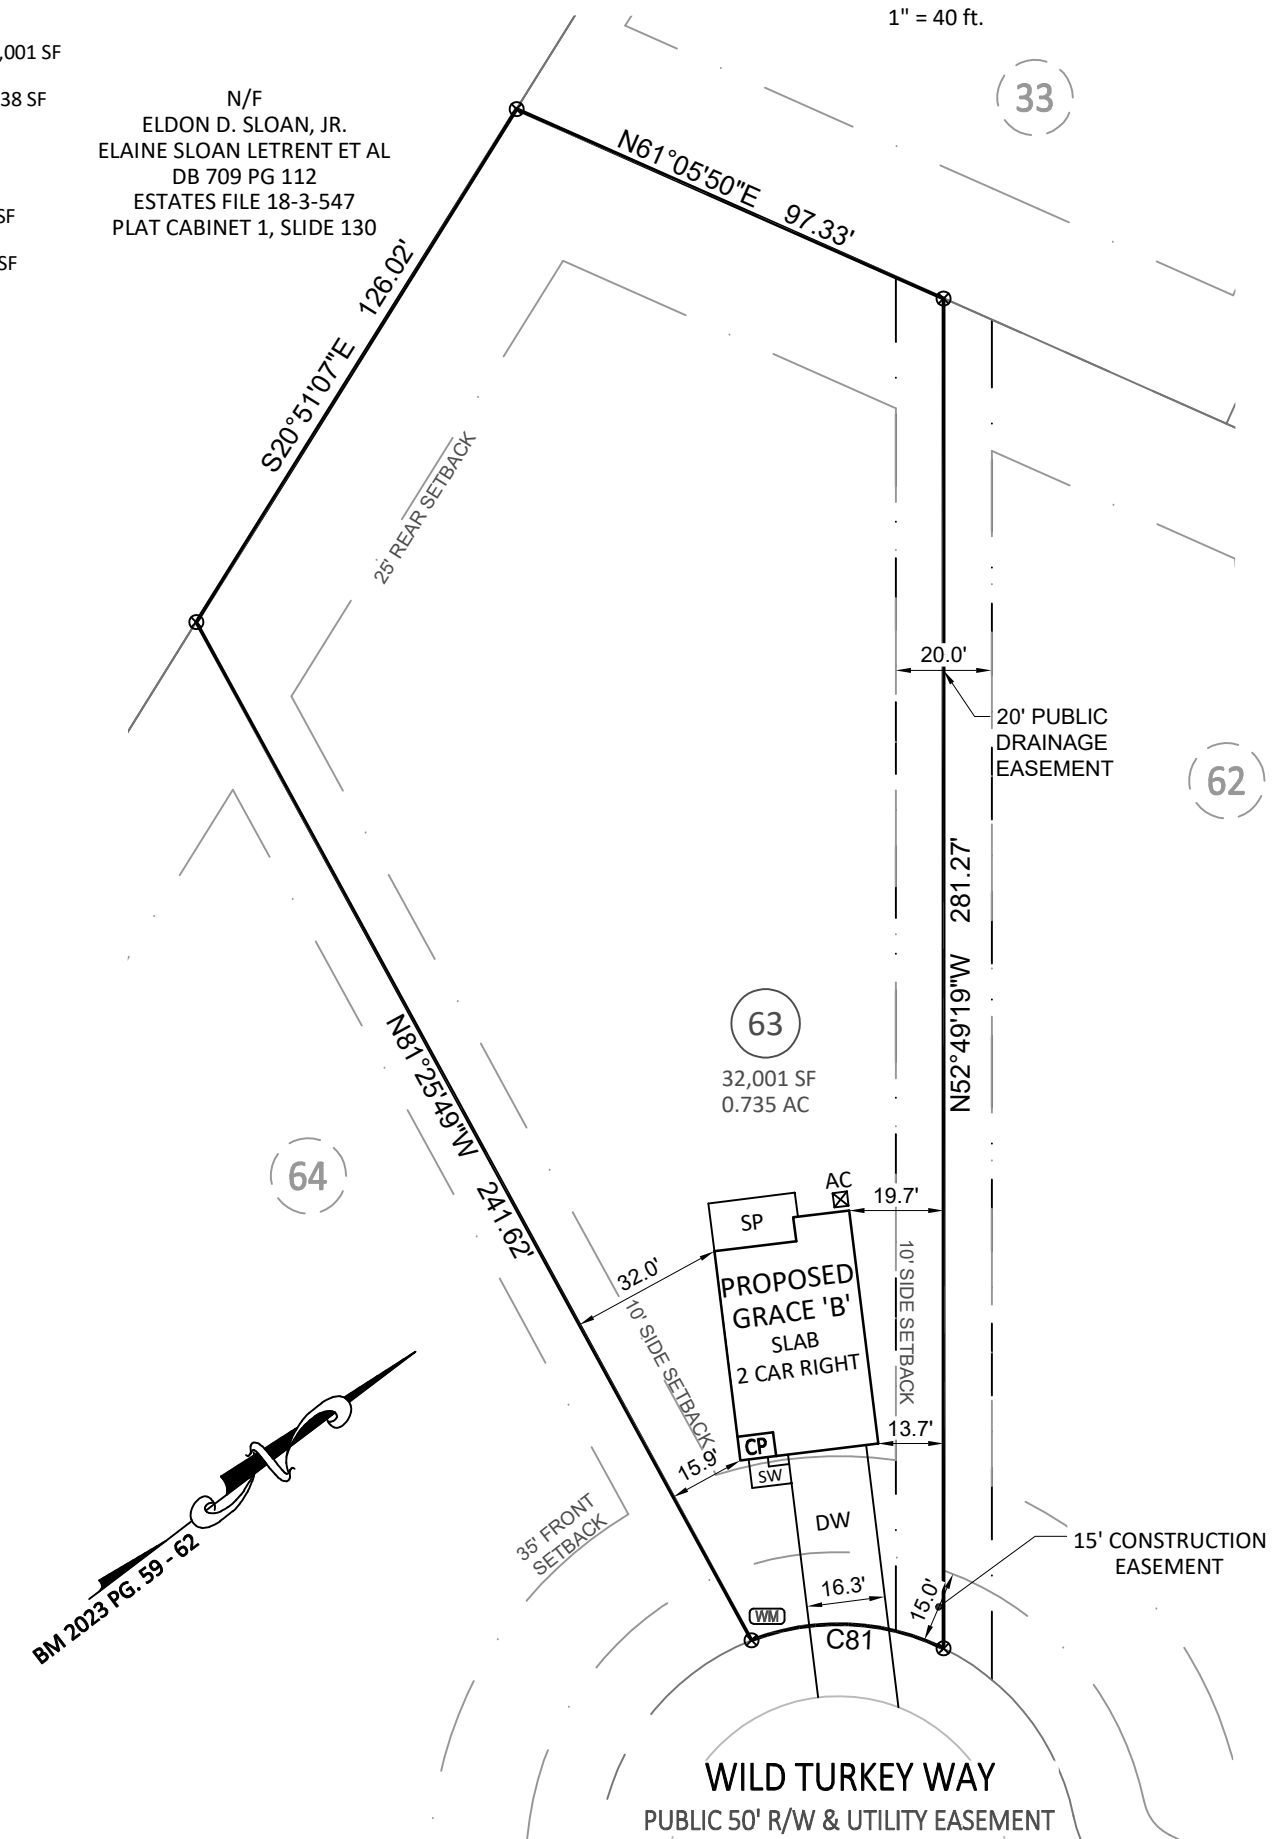 1" = 40 ft.
,001 SF
38 SF
SF
SF
33
N/F
ELDON D. SLOAN, JR.
ELAINE SLOAN LETRENT ET AL
DB 709 PG 112
ESTATES FILE 18-3-547
PLAT CABINET 1, SLIDE 130
N61°05'50"E 97.33'
S20°51'07"E 126.02'
25' REAR SETBACK
20.0'
20' PUBLIC
DRAINAGE
EASEMENT
62
N52°49'19"W 281.27'
63
32,001 SF
0.735 AC
N81°25'49"W 241.62'
64
AC
19.7'
SP
32.0'
PROPOSED
GRACE 'B'
SLAB
2 CAR RIGHT
10' SIDE SETBACK
10' SIDE SETBACK
13.7'
CP
15.9'
SW
DW
35' FRONT
SETBACK
15' CONSTRUCTION
EASEMENT
16.3'
15.0'
WM
C81
BM 2023 PG. 59 - 62
WILD TURKEY WAY
PUBLIC 50' R/W & UTILITY EASEMENT